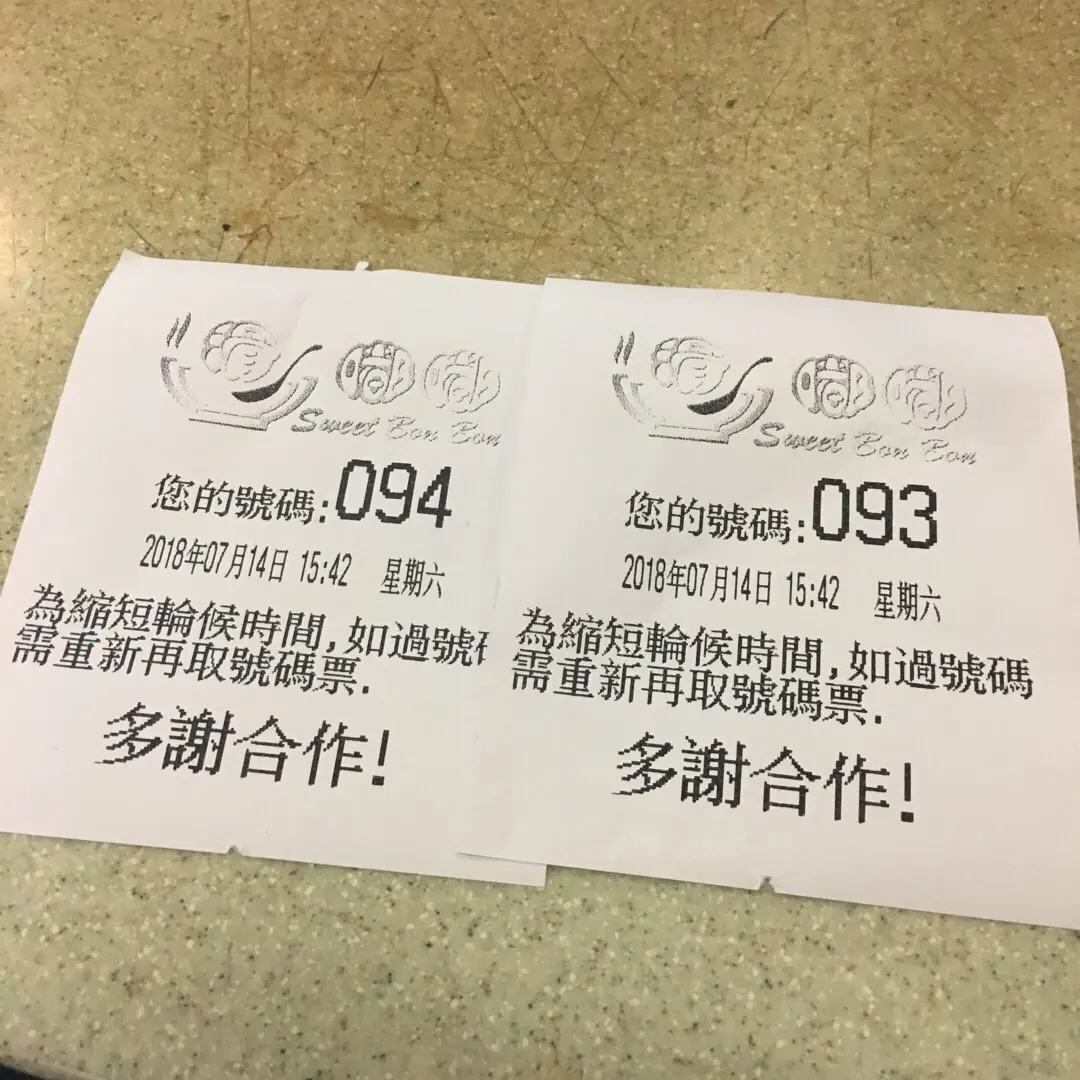 Sweet Bon Bon
您的號碼:094
2018年07月14日 15:42 星期六
為縮短輪候時間,如過號
需重新再取號碼票.
多謝合作!
Sweet Bon Bon
您的號碼:093
2018年07月14日 15:42 星期六
為縮短輪候時間,如過號碼
需重新再取號碼票.
多謝合作!